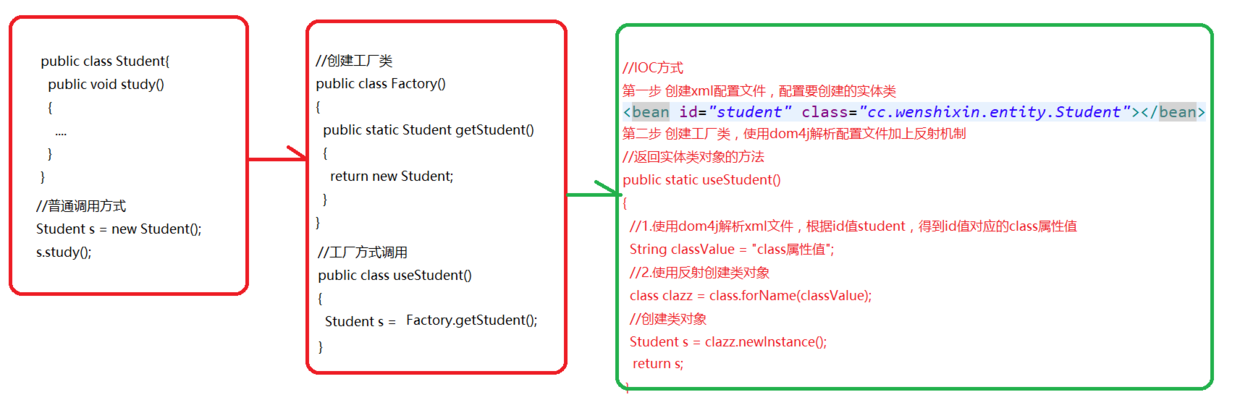 public class Student{
public void study()
{
....
}
}
//普通调用方式
Student s = new Student();
s.study();
//创建工厂类
public class Factory()
{
public static Student getStudent()
{
return new Student;
}
}
//工厂方式调用
public class useStudent()
{
Student s = Factory.getStudent();
}
//IOC方式
第一步 创建xml配置文件，配置要创建的实体类
<bean id="student" class="cc.wenshixin.entity.Student"></bean>
第二步 创建工厂类，使用dom4j解析配置文件加上反射机制
//返回实体类对象的方法
public static useStudent()
{
//1.使用dom4j解析xml文件，根据id值student，得到id值对应的class属性值
String classValue = "class属性值";
//2.使用反射创建类对象
class clazz = class.forName(classValue);
//创建类对象
Student s = clazz.newInstance();
return s;
}